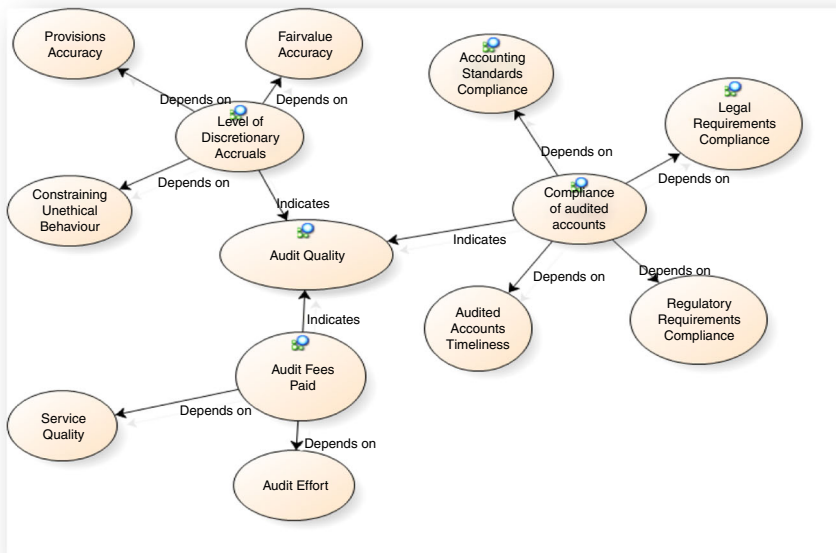 Provisions
Accuracy
Fairvalue
Accuracy
Accounting
Standards
Compliance
Legal
Requirements
Compliance
Depends on
Depends on
Level of
Discretionary
Accruals
Depends on
Depends on
Depends on
Constraining
Unethical
Behaviour
Compliance
of audited
accounts
Indicates
Audit Quality
Indicates
Depends on
Depends on
Audited
Accounts
Timeliness
Regulatory
Requirements
Compliance
Indicates
Audit Fees
Paid
Service
Quality
Depends on
Depends on
Audit Effort